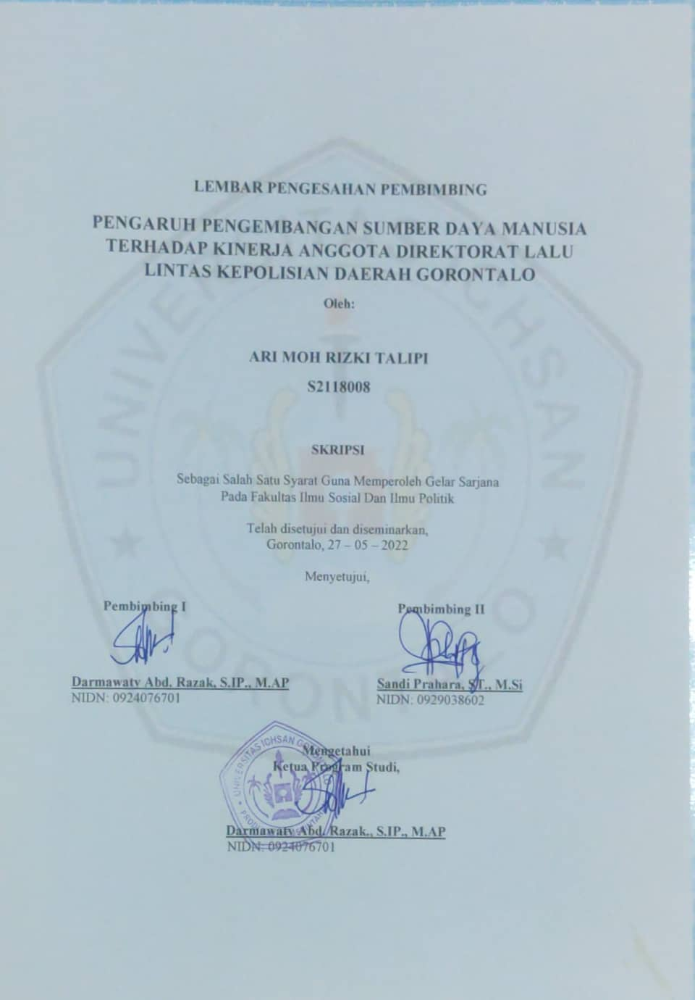 LEMBAR PENGESAHAN PEMBIMBING
PENGARUH PENGEMBANGAN SUMBER DAYA MANUSIA
TERHADAP KINERJA ANGGOTA DIREKTORAT LALU
LINTAS KEPOLISIAN DAERAH GORONTALO
Oleh:
ARI MOH RIZKI TALIPI
S2118008
SKRIPSI
Sebagai Salah Satu Syarat Guna Memperoleh Gelar Sarjana
Pada Fakultas Ilmu Sosial Dan Ilmu Politik
Telah disetujui dan diseminarkan,
Gorontalo, 27 – 05 – 2022
Menyetujui,
Pembimbing I
Pembimbing II
Darmawaty Abd. Razak, S.IP., M.AP
Sandi Prahara, ST., M.Si
NIDN: 0924076701
NIDN: 0929038602
Mengetahui
Ketua Program Studi,
Darmawaty Abd. Razak., S.IP., M.AP
NIDN: 0924076701
UNIVERSITAS ICHSAN
GORONTALO
UNIVERSITAS ICHSAN GORONTALO